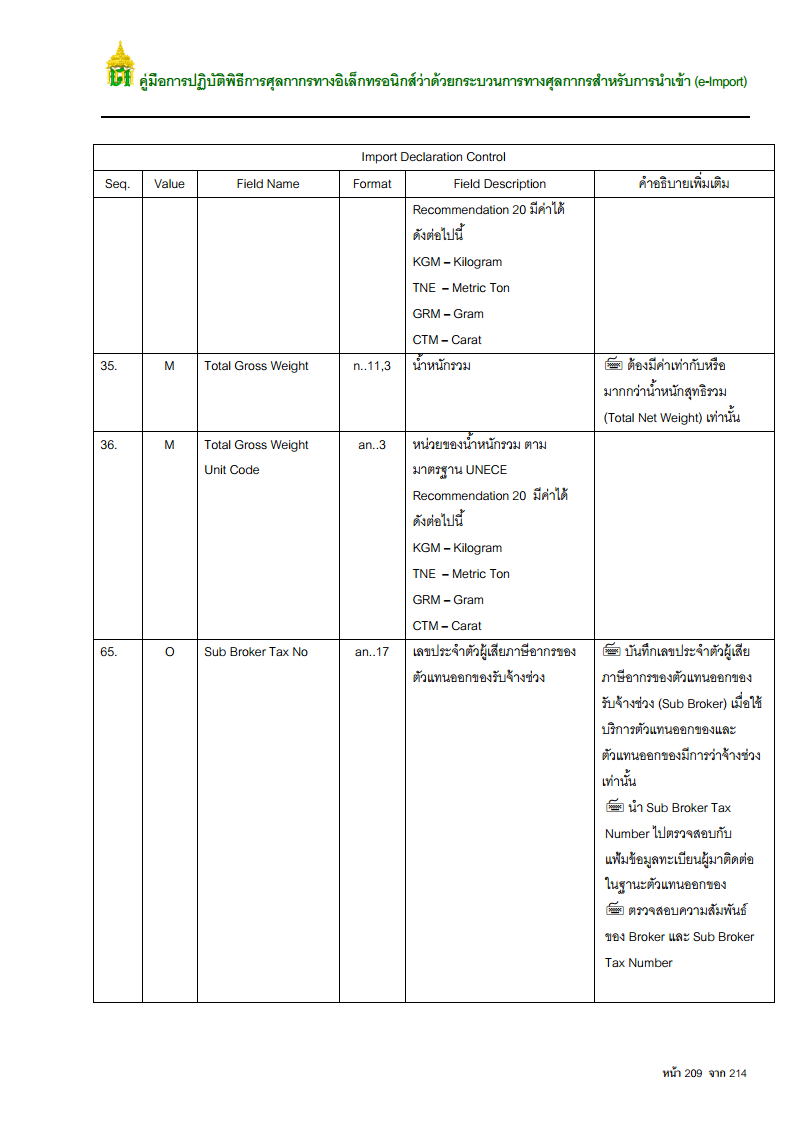 คู่มือการปฏิบัติพิธีการศุลกากรทางอิเล็กทรอนิกส์ว่าด้วยกระบวนการทางศุลกากรสำหรับการนำเข้า (e-Import)
Import Declaration Control
Seq. Value Field Name Format Field Description คำอธิบายเพิ่มเติม
Recommendation 20 มีค่าได้
ดังต่อไปนี้
KGM – Kilogram
TNE – Metric Ton
GRM – Gram
CTM – Carat
35. M Total Gross Weight n..11,3 น้ำหนักรวม ต้องมีค่าเท่ากับหรือ
มากกว่าน้ำหนักสุทธิรวม
(Total Net Weight) เท่านั้น
36. M Total Gross Weight an..3 หน่วยของน้ำหนักรวม ตาม
Unit Code มาตรฐาน UNECE
Recommendation 20 มีค่าได้
ดังต่อไปนี้
KGM – Kilogram
TNE – Metric Ton
GRM – Gram
CTM – Carat
65. O Sub Broker Tax No an..17 เลขประจำตัวผู้เสียภาษีอากรของ บันทึกเลขประจำตัวผู้เสีย
ตัวแทนออกของรับจ้างช่วง ภาษีอากรของตัวแทนออกของ
รับจ้างช่วง (Sub Broker) เมื่อใช้
บริการตัวแทนออกของและ
ตัวแทนออกของมีการว่าจ้างช่วง
เท่านั้น
นำ Sub Broker Tax
Number ไปตรวจสอบกับ
แฟ้มข้อมูลทะเบียนผู้มาติดต่อ
ในฐานะตัวแทนออกของ
ตรวจสอบความสัมพันธ์
ของ Broker และ Sub Broker
Tax Number
หน้า 209 จาก 214